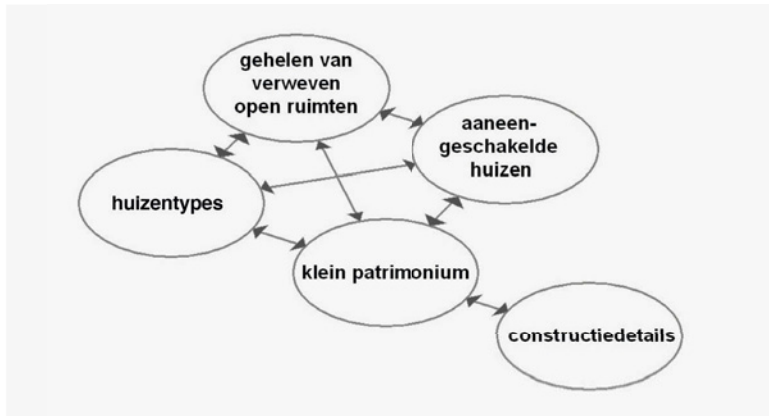 gehelen van
verweven
open ruimten
aaneen-
geschakelde
huizen
huizentypes
klein patrimonium
constructiedetails